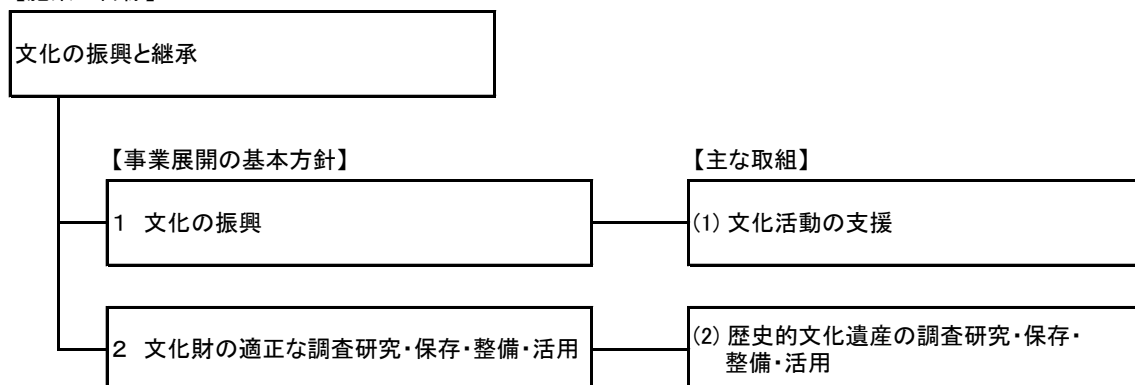 文化の振興と継承
【事業展開の基本方針】
【主な取組】
1 文化の振興
(1) 文化活動の支援
2 文化財の適正な調査研究・保存・整備・活用
(2) 歴史的文化遺産の調査研究・保存・
整備・活用